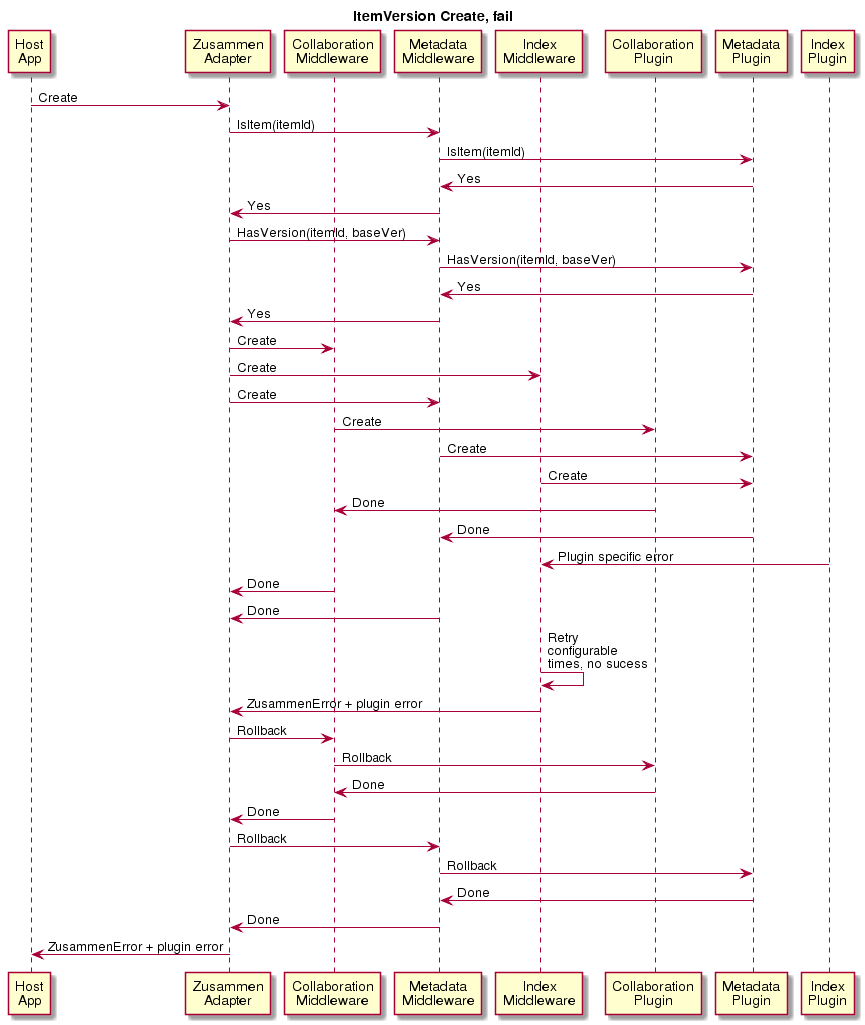 ItemVersion Create, fail
Host
App
Zusammen
Adapter
Collaboration
Middleware
Metadata
Middleware
Index
Middleware
Collaboration
Plugin
Metadata
Plugin
Index
Plugin
Create
IsItem(itemId)
IsItem(itemId)
Yes
Yes
HasVersion(itemId, baseVer)
HasVersion(itemId, baseVer)
Yes
Yes
Create
Create
Create
Create
Create
Create
Done
Done
Plugin specific error
Done
Done
Retry
configurable
times, no sucess
ZusammenError + plugin error
Rollback
Rollback
Done
Done
Rollback
Rollback
Done
Done
ZusammenError + plugin error
Host
App
Zusammen
Adapter
Collaboration
Middleware
Metadata
Middleware
Index
Middleware
Collaboration
Plugin
Metadata
Plugin
Index
Plugin